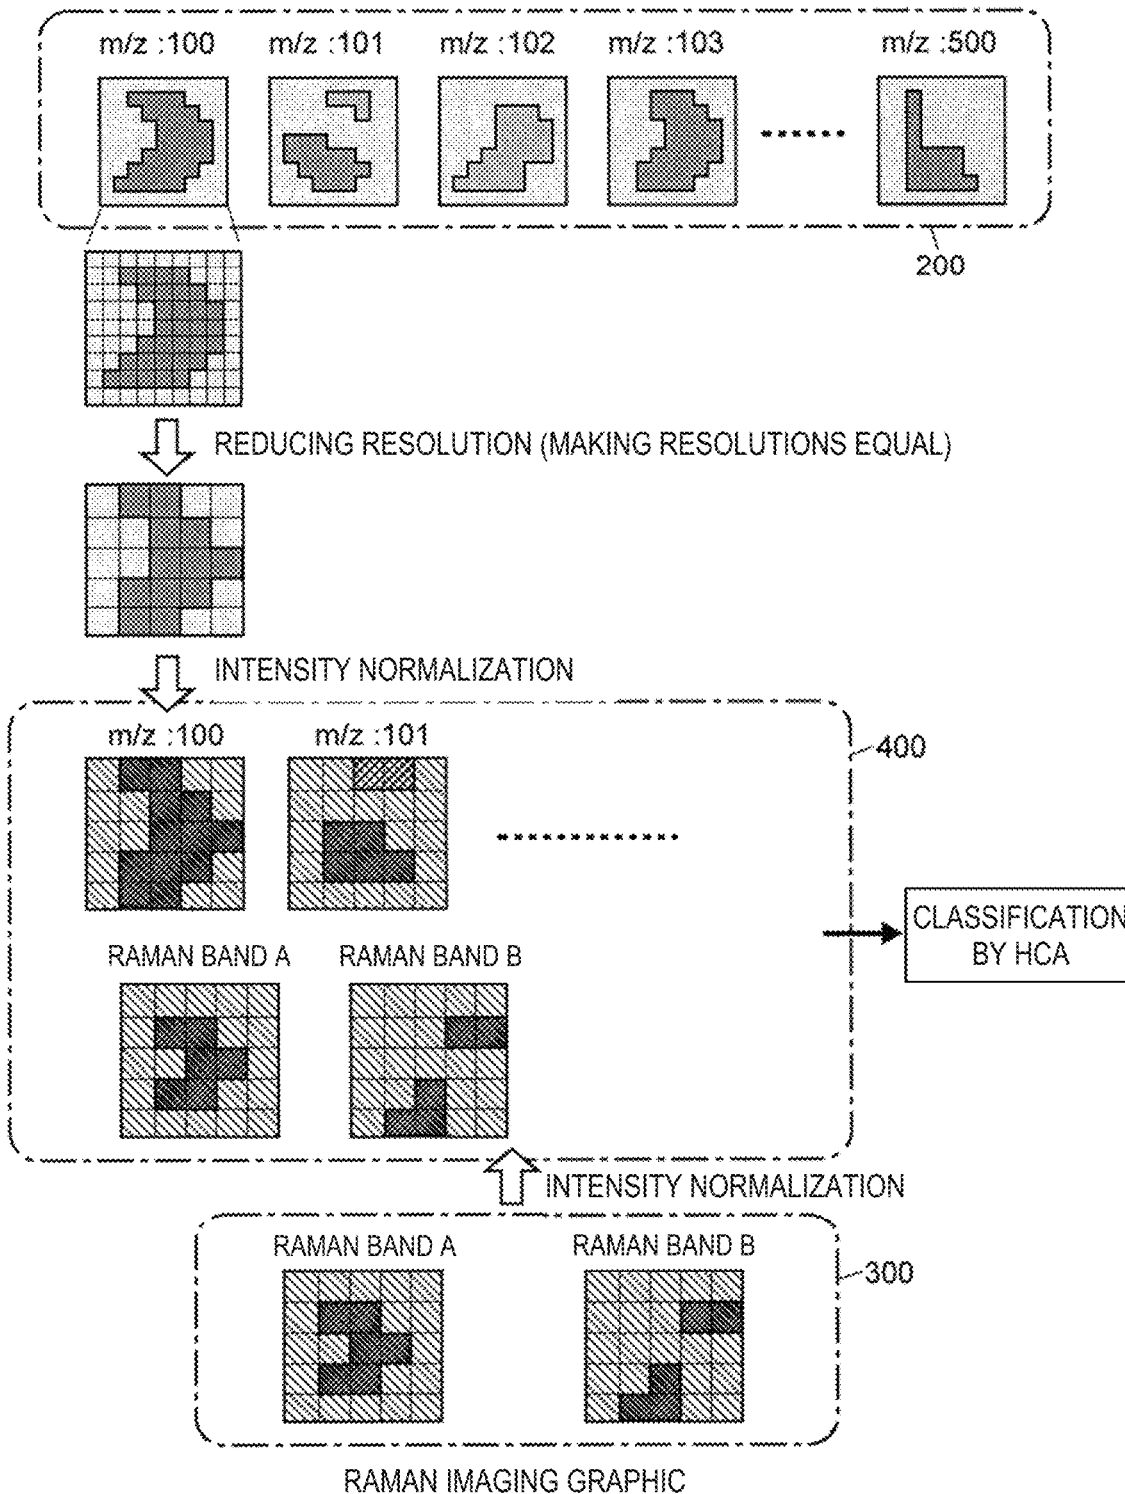 m/z :100 m/z :101 m/z :102 m/z :103 m/z :500
200
REDUCING RESOLUTION (MAKING RESOLUTIONS EQUAL)
INTENSITY NORMALIZATION
m/z :100 m/z :101
400
CLASSIFICATION
BY HCA
RAMAN BAND A RAMAN BAND B
INTENSITY NORMALIZATION
RAMAN BAND A RAMAN BAND B
300
RAMAN IMAGING GRAPHIC